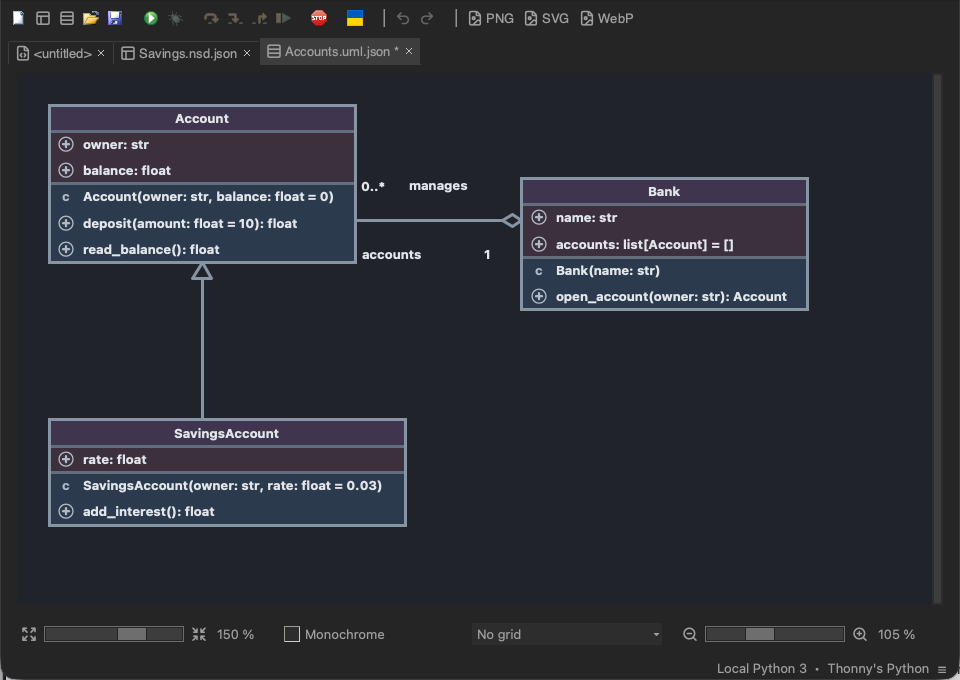 STOP
PNG SVG WebP
<untitled> × Savings.nsd.json × Accounts.uml.json * ×
Account
owner: str
balance: float
c Account(owner: str, balance: float = 0)
deposit(amount: float = 10): float
read_balance(): float
0..* manages
accounts 1
Bank
name: str
accounts: list[Account] = []
c Bank(name: str)
open_account(owner: str): Account
SavingsAccount
rate: float
c SavingsAccount(owner: str, rate: float = 0.03)
add_interest(): float
150 % Monochrome No grid 105 %
Local Python 3 • Thonny's Python ≡